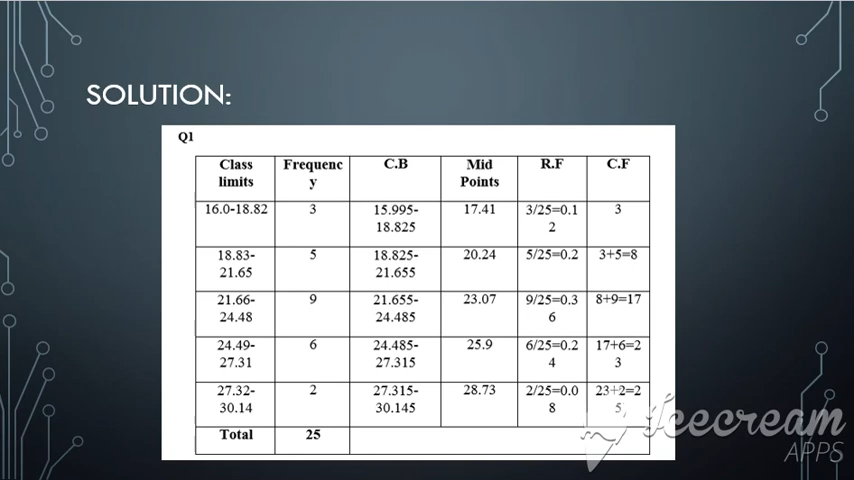 SOLUTION:
Q1
Class Frequenc C.B Mid R.F C.F
limits y Points
16.0-18.82 3 15.995- 17.41 3/25=0.1 3
18.825 2
18.83- 5 18.825- 20.24 5/25=0.2 3+5=8
21.65 21.655
21.66- 9 21.655- 23.07 9/25=0.3 8+9=17
24.48 24.485 6
24.49- 6 24.485- 25.9 6/25=0.2 17+6=2
27.31 27.315 4 3
27.32- 2 27.315- 28.73 2/25=0.0 23+2=2
30.14 30.145 8 5
Total 25
Icecream
APPS